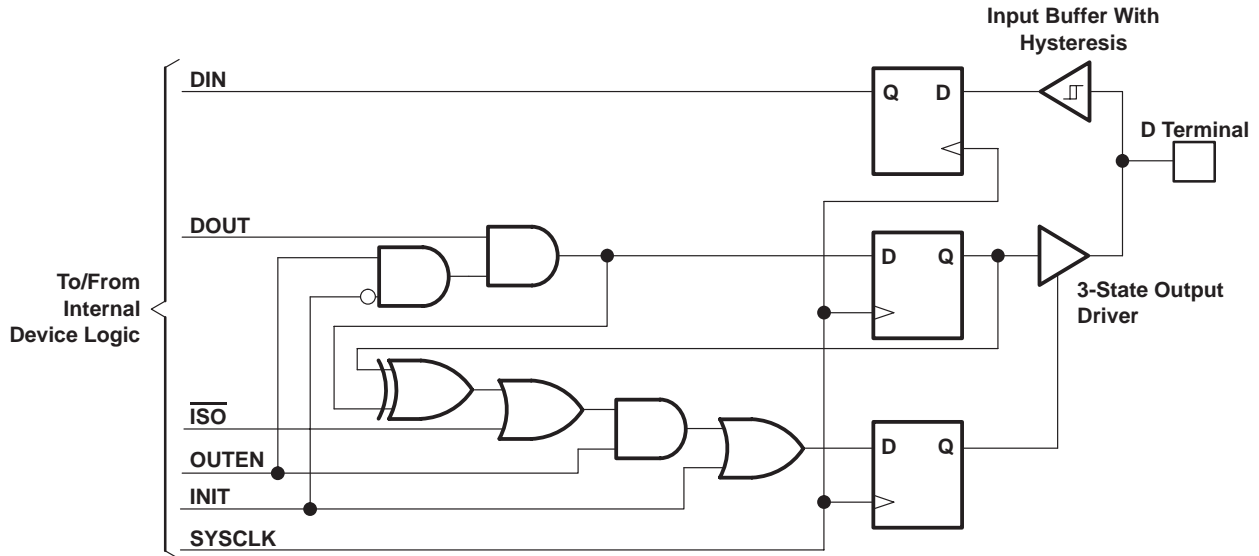 Input Buffer With
Hysteresis
DIN
Q D
D Terminal
DOUT
D Q
To/From
Internal
Device Logic
3-State Output
Driver
ISO
D Q
OUTEN
INIT
SYSCLK